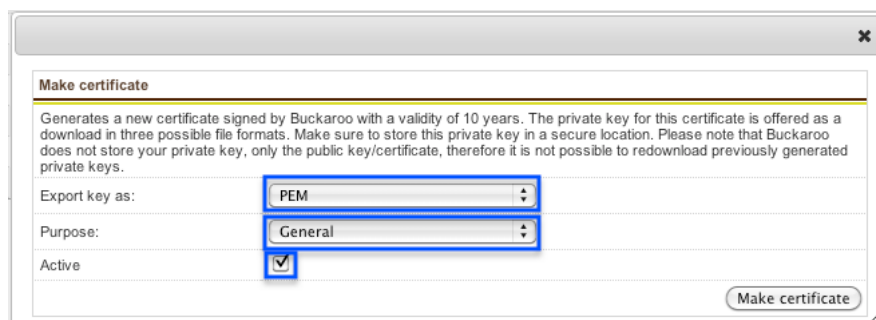 Make certificate
Generates a new certificate signed by Buckaroo with a validity of 10 years. The private key for this certificate is offered as a
download in three possible file formats. Make sure to store this private key in a secure location. Please note that Buckaroo
does not store your private key, only the public key/certificate, therefore it is not possible to redownload previously generated
private keys.
Export key as: PEM
Purpose: General
Active
Make certificate